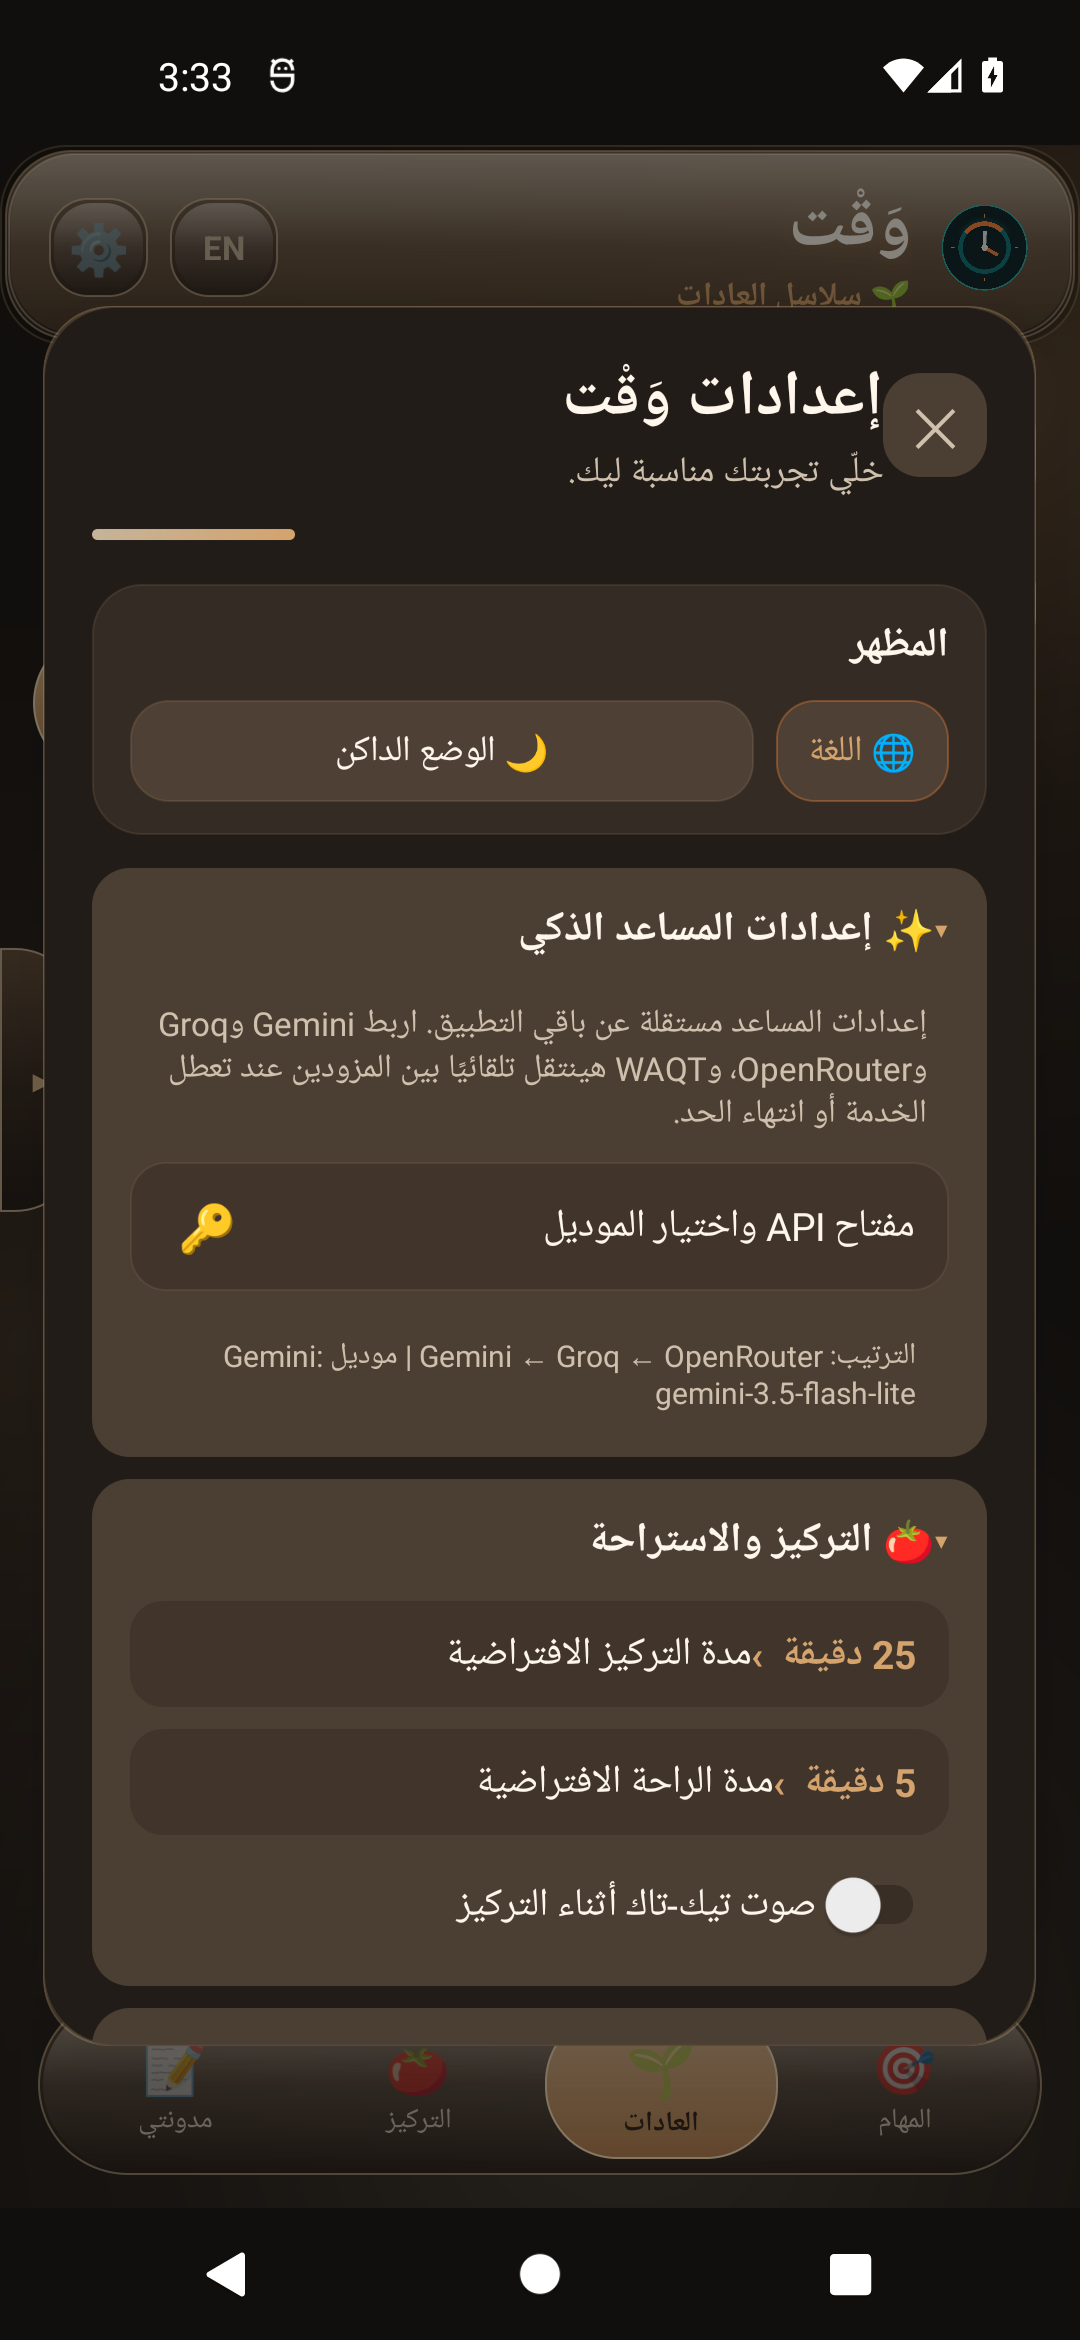 3:33
وَقْت
EN
سلاسل العادات
إعدادات وَقْت
خلّي تجربتك مناسبة ليك.
المظهر
اللغة
الوضع الداكن
إعدادات المساعد الذكي
إعدادات المساعد مستقلة عن باقي التطبيق. اربط Gemini وGroq
وOpenRouter، وWAQT هينتقل تلقائيًا بين المزودين عند تعطل
الخدمة أو انتهاء الحد.
مفتاح API واختيار الموديل
الترتيب: Gemini ← Groq ← OpenRouter | موديل Gemini:
gemini-3.5-flash-lite
التركيز والاستراحة
25 دقيقة ‹ مدة التركيز الافتراضية
5 دقيقة ‹ مدة الراحة الافتراضية
صوت تيك-تاك أثناء التركيز
المهام
العادات
التركيز
مدونتي